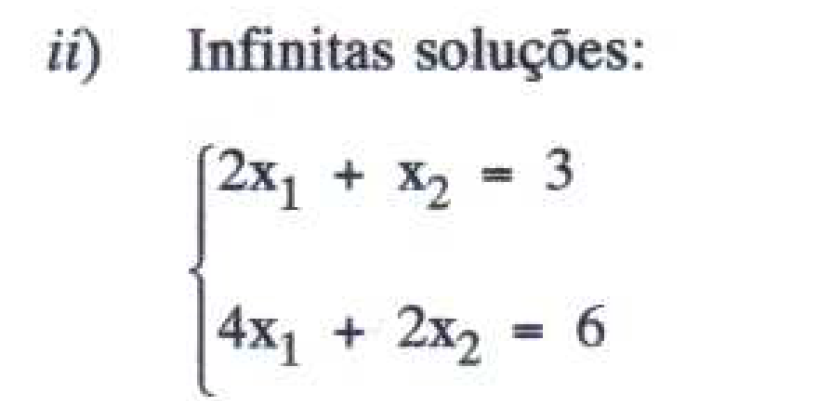 ii) Infinitas soluções:
2x₁ + x₂ = 3
4x₁ + 2x₂ = 6